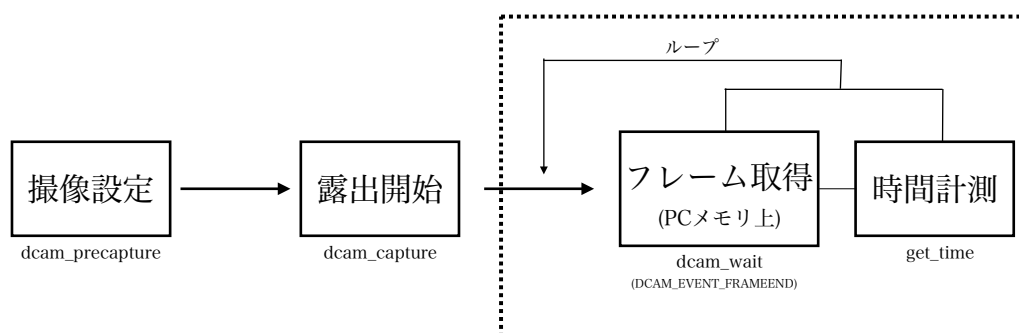 ループ
撮像設定
dcam_precapture
露出開始
dcam_capture
フレーム取得
(PCメモリ上)
dcam_wait
(DCAM_EVENT_FRAMEEND)
時間計測
get_time